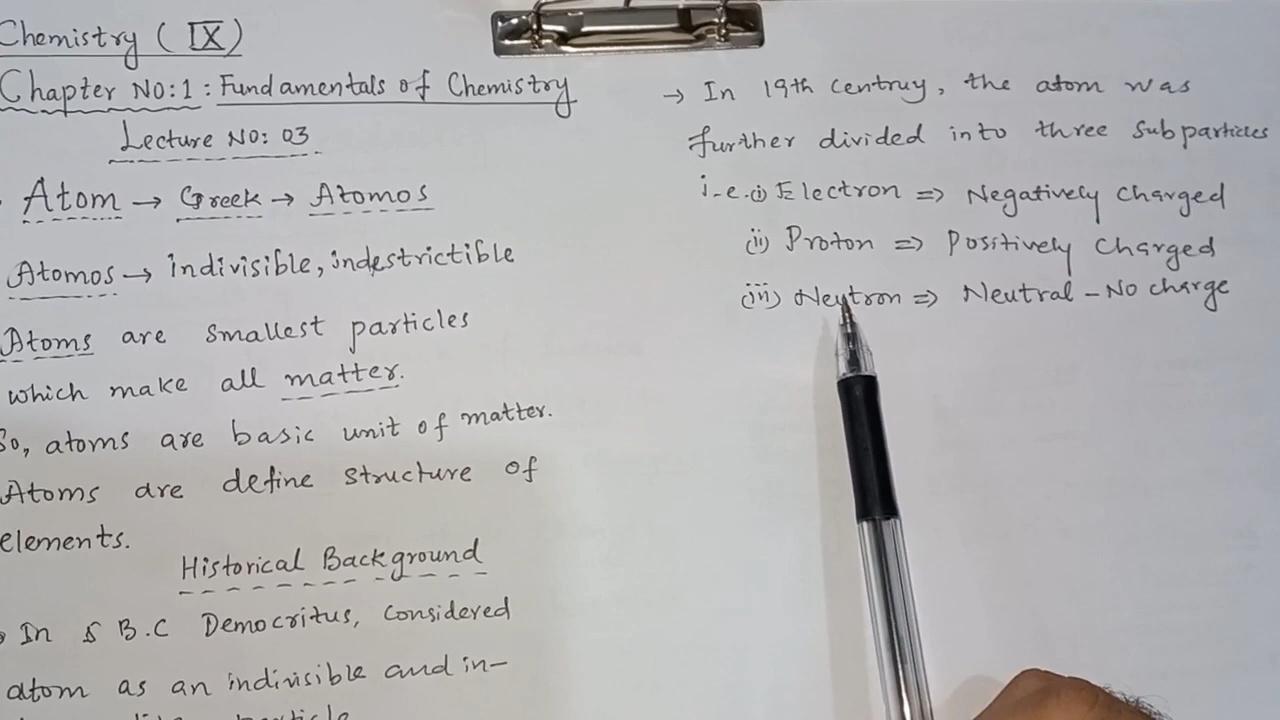 Chemistry (IX)
Chapter No:1 : Fundamentals of Chemistry
Lecture NO: 03
Atom → Greek → Atomos
Atomos → indivisible, indestrictible
Atoms are smallest particles
which make all matter.
So, atoms are basic unit of matter.
Atoms are define structure of
elements.
Historical Background
In 5 B.C Democritus, considered
atom as an indivisible and in-
particle
→ In 19th centruy, the atom was
further divided into three subparticles
i-e. (i) Electron => Negatively charged
(ii) Proton => Positively charged
(iii) Neutron => Neutral - No charge